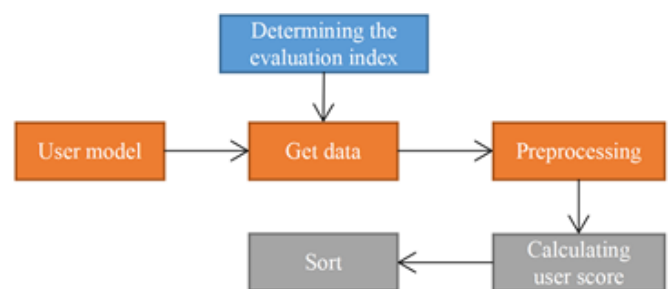 Determining the
evaluation index
User model
Get data
Preprocessing
Sort
Calculating
user score